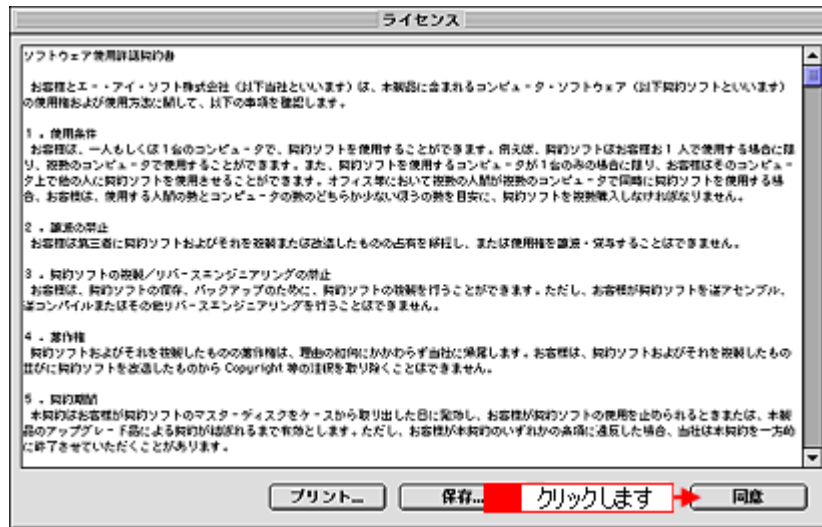 ライセンス
ソフトウェア使用許諾契約書
お客様とエー・アイ・ソフト株式会社（以下当社といいます）は、本製品に含まれるコンピュータ・ソフトウェア（以下契約ソフトといいます）
の使用権および使用方法に関して、以下の事項を確認します。
1．使用条件
お客様は、一人もしくは1台のコンピュータで、契約ソフトを使用することができます。例えば、契約ソフトはお客様お1人で使用する場合に限
り、複数のコンピュータで使用することができます。また、契約ソフトを使用するコンピュータが1台のみの場合に限り、お客様はそのコンピュー
タ上で他の人に契約ソフトを使用させることができます。オフィス等において複数の人間が複数のコンピュータで同時に契約ソフトを使用する場
合、お客様は、使用する人間の数とコンピュータの数のどちらか少ないほうの数を目安に、契約ソフトを複数購入しなければなりません。
2．譲渡の禁止
お客様は第三者に契約ソフトおよびそれを複製または改造したものの占有を移転し、または使用権を譲渡・貸与することはできません。
3．契約ソフトの複製／リバースエンジニアリングの禁止
お客様は、契約ソフトの保存、バックアップのために、契約ソフトの複製を行うことができます。ただし、お客様が契約ソフトを逆アセンブル、
逆コンパイルまたはその他リバースエンジニアリングを行うことはできません。
4．著作権
契約ソフトおよびそれを複製したものの著作権は、理由の如何にかかわらず当社に帰属します。お客様は、契約ソフトおよびそれを複製したもの
並びに契約ソフトを改造したものから Copyright 等の注釈を取り除くことはできません。
5．契約期間
本契約はお客様が契約ソフトのマスターディスクをケースから取り出した日に発効し、お客様が契約ソフトの使用を止められるときまたは、本製
品のアップグレード品による契約が結ばれるまで有効とします。ただし、お客様が本契約のいずれかの条項に違反した場合、当社は本契約を一方的
に終了させていただくことがあります。
プリント... 保存... クリックします 同意